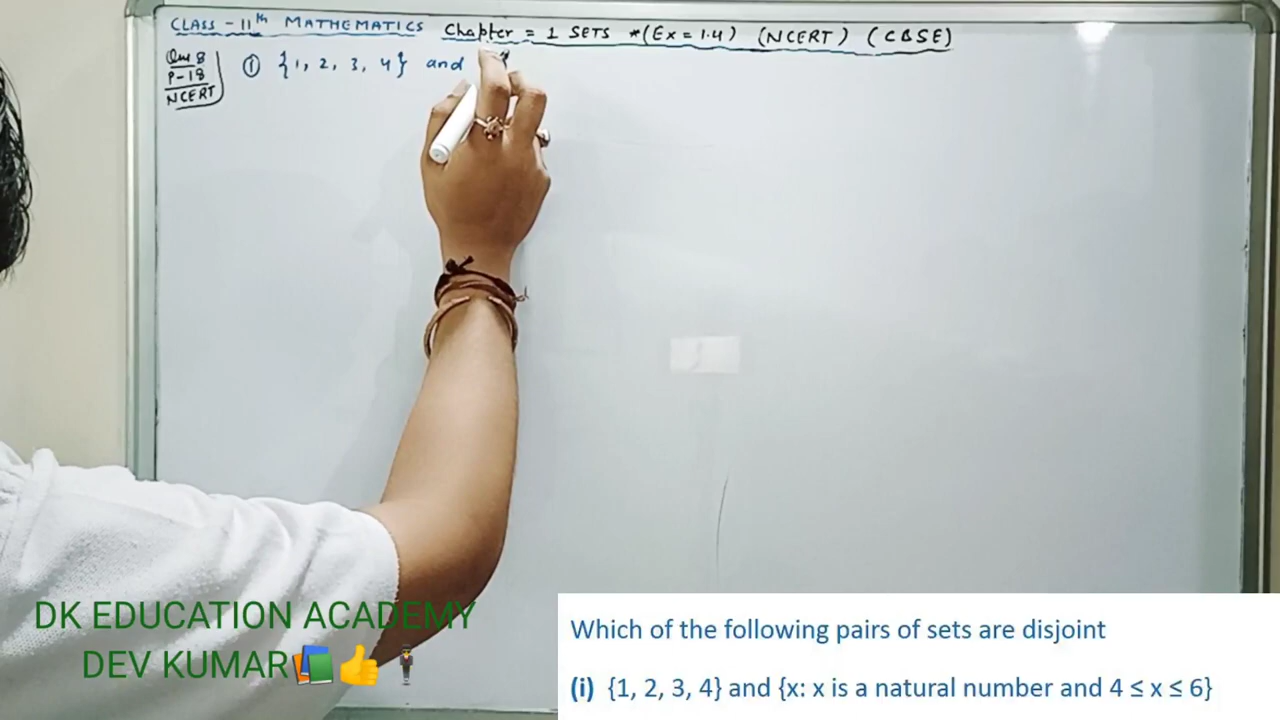 CLASS - 11th MATHEMATICS Chapter = 1 SETS *(Ex = 1.4) (NCERT) (CBSE)
Que 8
P-18
NCERT
① {1, 2, 3, 4} and
DK EDUCATION ACADEMY
DEV KUMAR📚👍🕴
Which of the following pairs of sets are disjoint
(i) {1, 2, 3, 4} and {x: x is a natural number and 4 ≤ x ≤ 6}